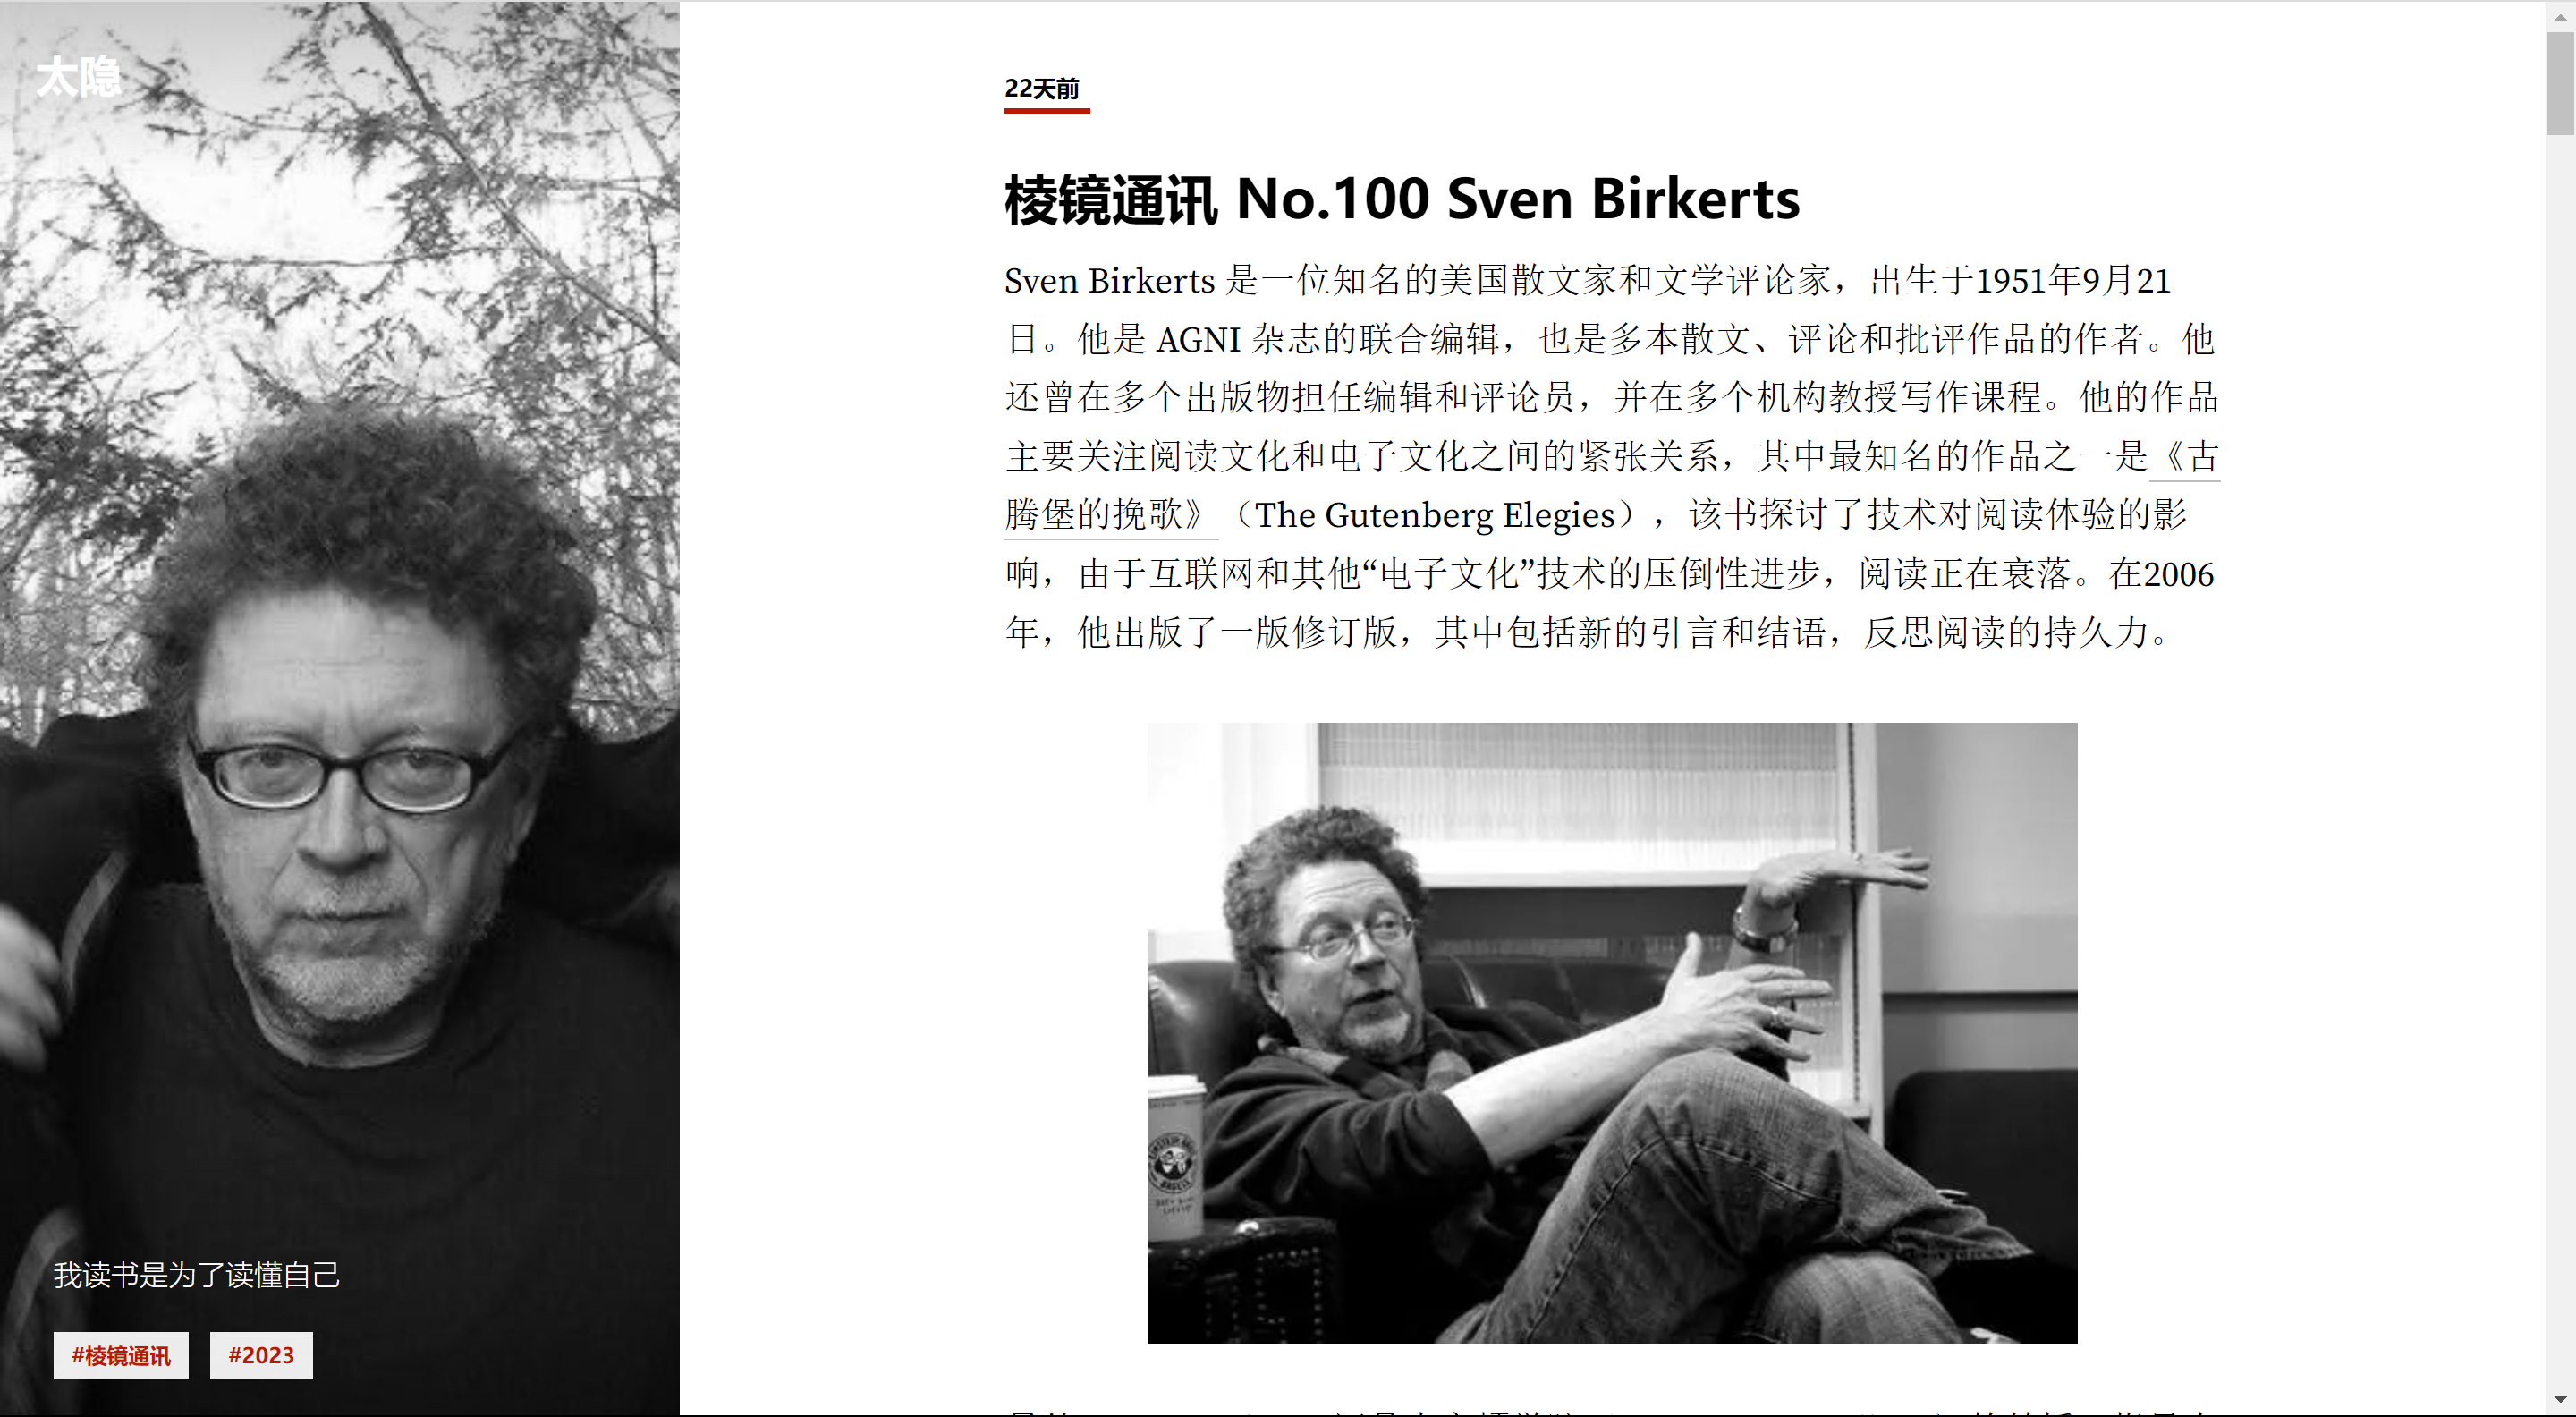 太隐
我读书是为了读懂自己
#棱镜通讯 #2023
22天前
棱镜通讯 No.100 Sven Birkerts
Sven Birkerts 是一位知名的美国散文家和文学评论家，出生于1951年9月21
日。他是 AGNI 杂志的联合编辑，也是多本散文、评论和批评作品的作者。他
还曾在多个出版物担任编辑和评论员，并在多个机构教授写作课程。他的作品
主要关注阅读文化和电子文化之间的紧张关系，其中最知名的作品之一是《古
腾堡的挽歌》（The Gutenberg Elegies），该书探讨了技术对阅读体验的影
响，由于互联网和其他“电子文化”技术的压倒性进步，阅读正在衰落。在2006
年，他出版了一版修订版，其中包括新的引言和结语，反思阅读的持久力。